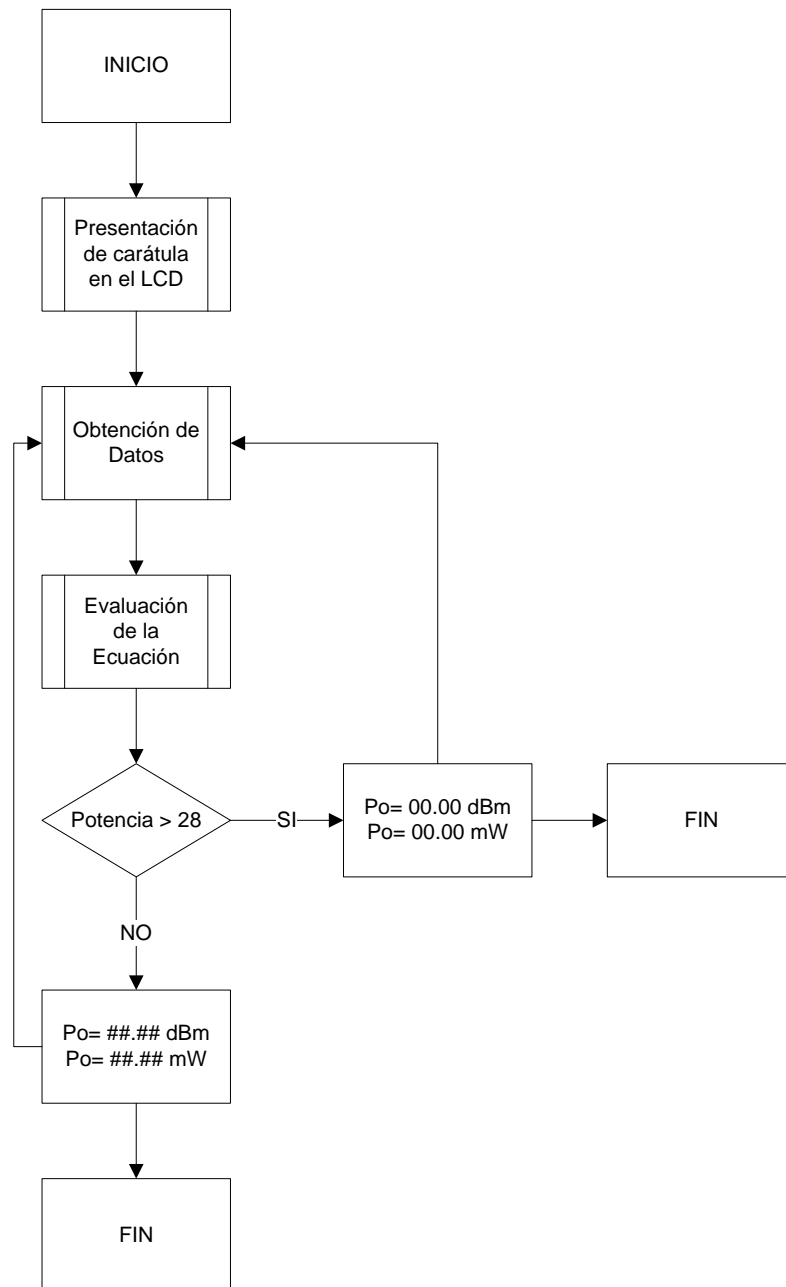 INICIO
Presentación
de carátula
en el LCD
Obtención de
Datos
Evaluación
de la
Ecuación
Potencia > 28
SI
Po= 00.00 dBm
Po= 00.00 mW
FIN
NO
Po= ##.## dBm
Po= ##.## mW
FIN